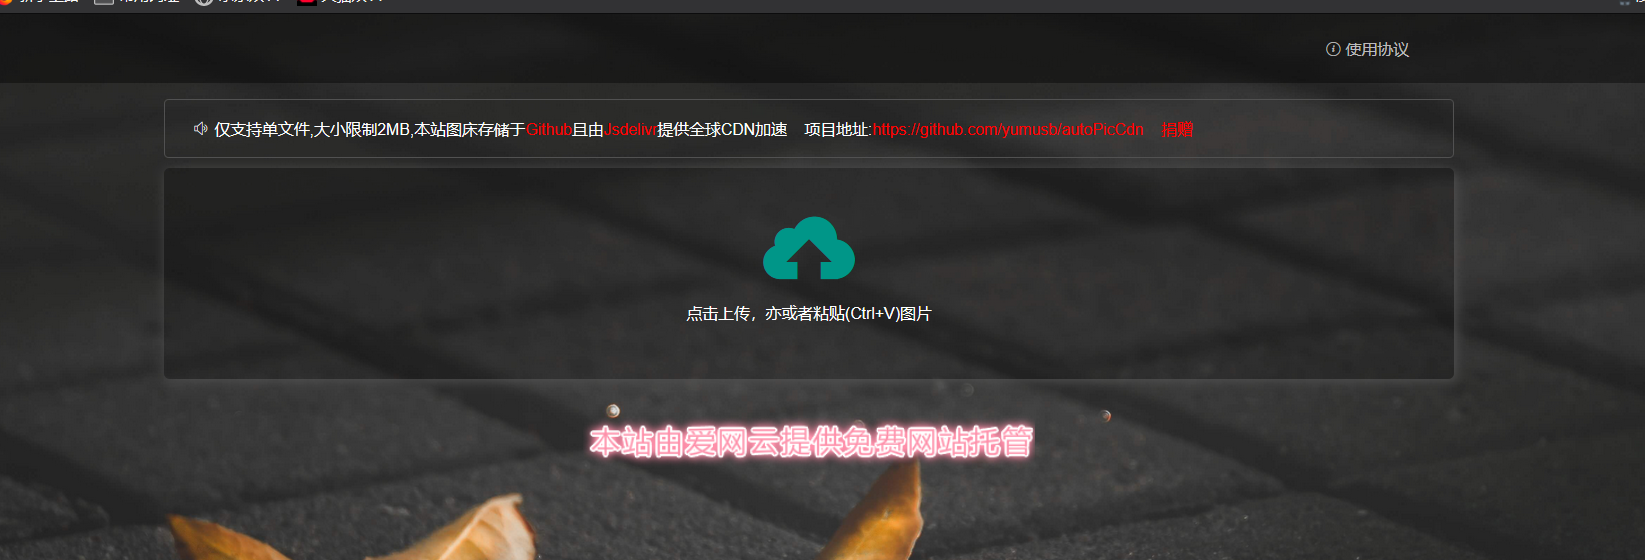 使用协议
仅支持单文件,大小限制2MB,本站图床存储于Github且由Jsdelivr提供全球CDN加速 项目地址:https://github.com/yumusb/autoPicCdn 捐赠
点击上传，亦或者粘贴(Ctrl+V)图片
本站由爱网云提供免费网站托管